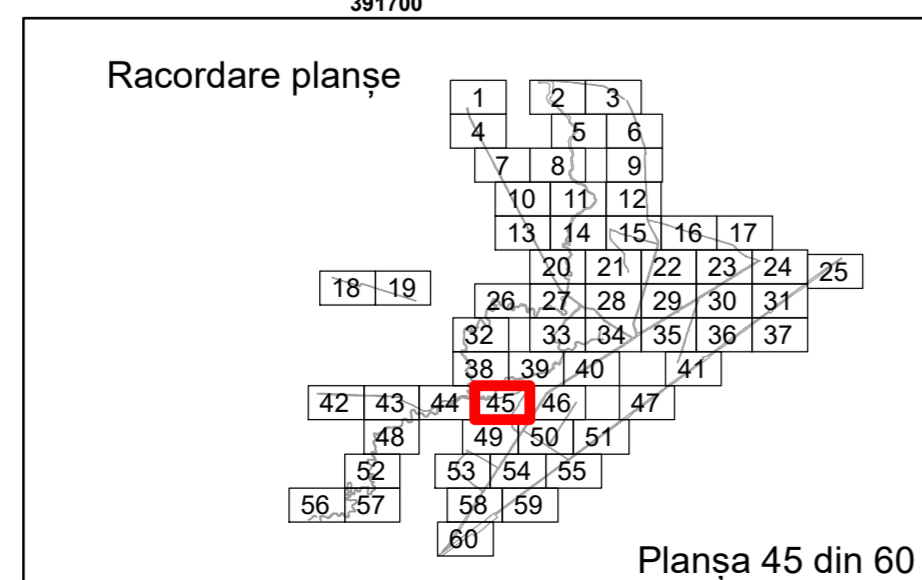 391700
Racordare planșe
1 2 3
4 5 6
7 8 9
10 11 12
13 14 15 16 17
20 21 22 23 24 25
18 19
26 27 28 29 30 31
32 33 34 35 36 37
38 39 40 41
42 43 44 45 46 47
48 49 50 51
52 53 54 55
56 57 58 59
60
Planșa 45 din 60